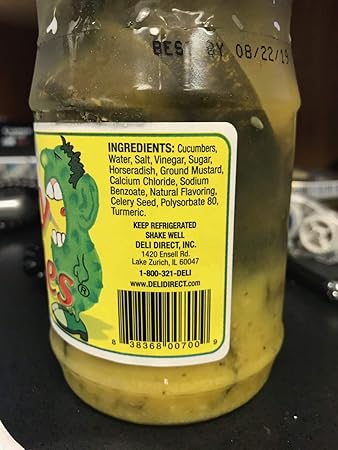 BEST BY 08/22/19
INGREDIENTS: Cucumbers,
Water, Salt, Vinegar, Sugar,
Horseradish, Ground Mustard,
Calcium Chloride, Sodium
Benzoate, Natural Flavoring,
Celery Seed, Polysorbate 80,
Turmeric.
KEEP REFRIGERATED
SHAKE WELL
DELI DIRECT, INC.
1420 Ensell Rd.
Lake Zurich, IL 60047
1-800-321-DELI
WWW.DELIDIRECT.COM
8 38368 00700 9
y
es®